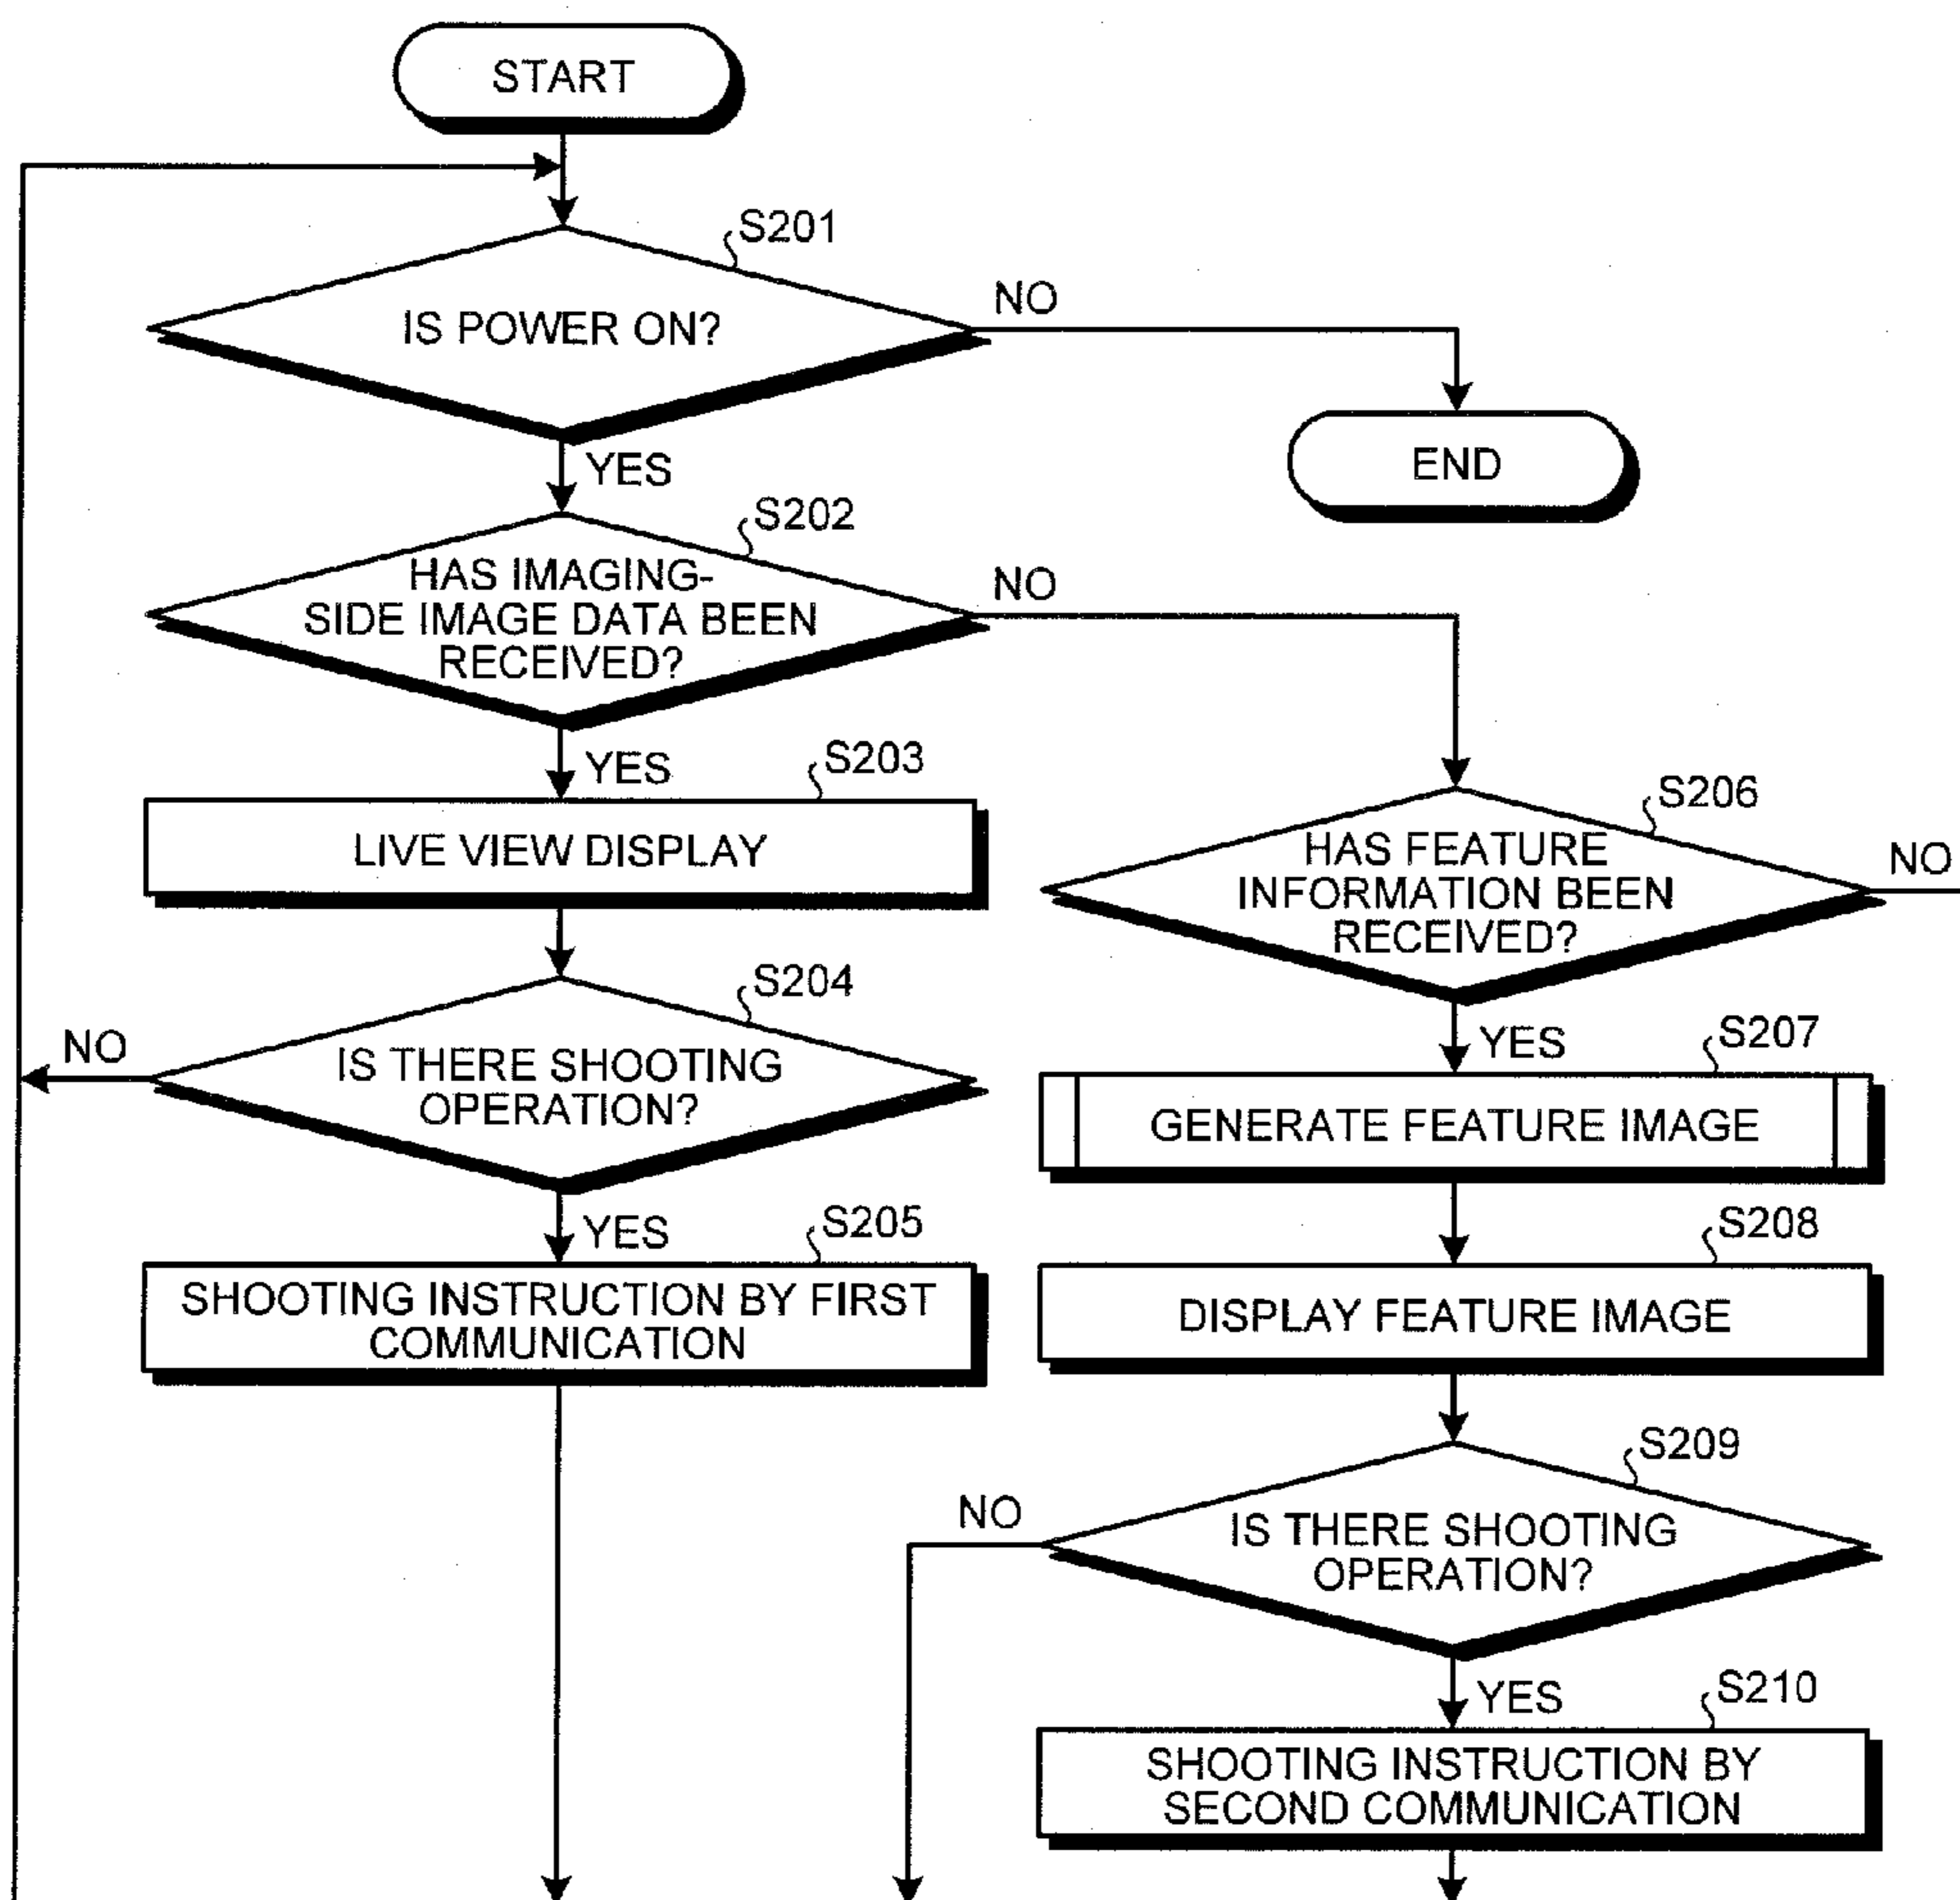 START
S201
IS POWER ON?
NO
END
YES
S202
HAS IMAGING-
SIDE IMAGE DATA BEEN
RECEIVED?
NO
YES
S203
LIVE VIEW DISPLAY
S204
IS THERE SHOOTING
OPERATION?
NO
YES
S205
SHOOTING INSTRUCTION BY FIRST
COMMUNICATION
S206
HAS FEATURE
INFORMATION BEEN
RECEIVED?
NO
YES
S207
GENERATE FEATURE IMAGE
S208
DISPLAY FEATURE IMAGE
S209
IS THERE SHOOTING
OPERATION?
NO
YES
S210
SHOOTING INSTRUCTION BY
SECOND COMMUNICATION